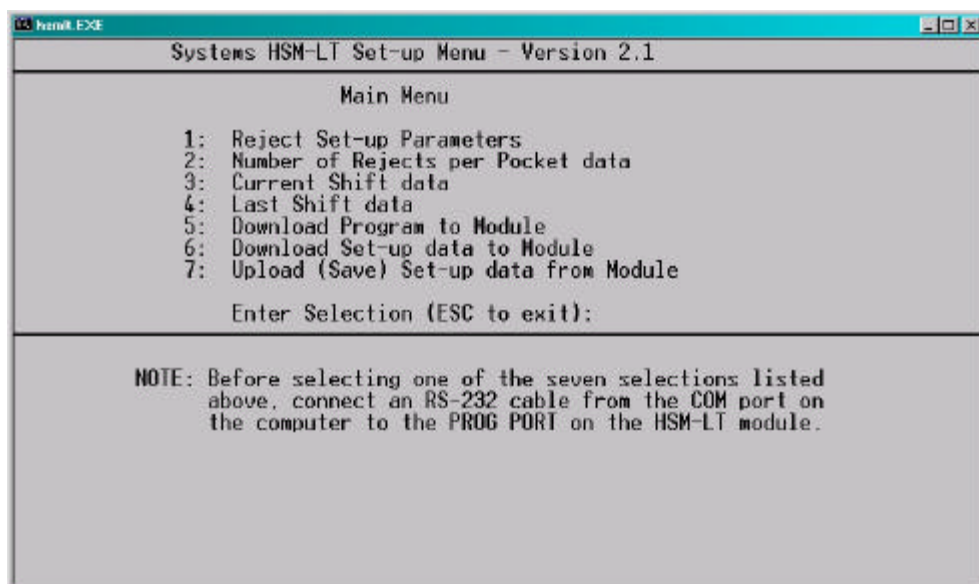 hsmlt.EXE
Systems HSM-LT Set-up Menu - Version 2.1
Main Menu
1: Reject Set-up Parameters
2: Number of Rejects per Pocket data
3: Current Shift data
4: Last Shift data
5: Download Program to Module
6: Download Set-up data to Module
7: Upload (Save) Set-up data from Module
Enter Selection (ESC to exit):
NOTE: Before selecting one of the seven selections listed
above, connect an RS-232 cable from the COM port on
the computer to the PROG PORT on the HSM-LT module.